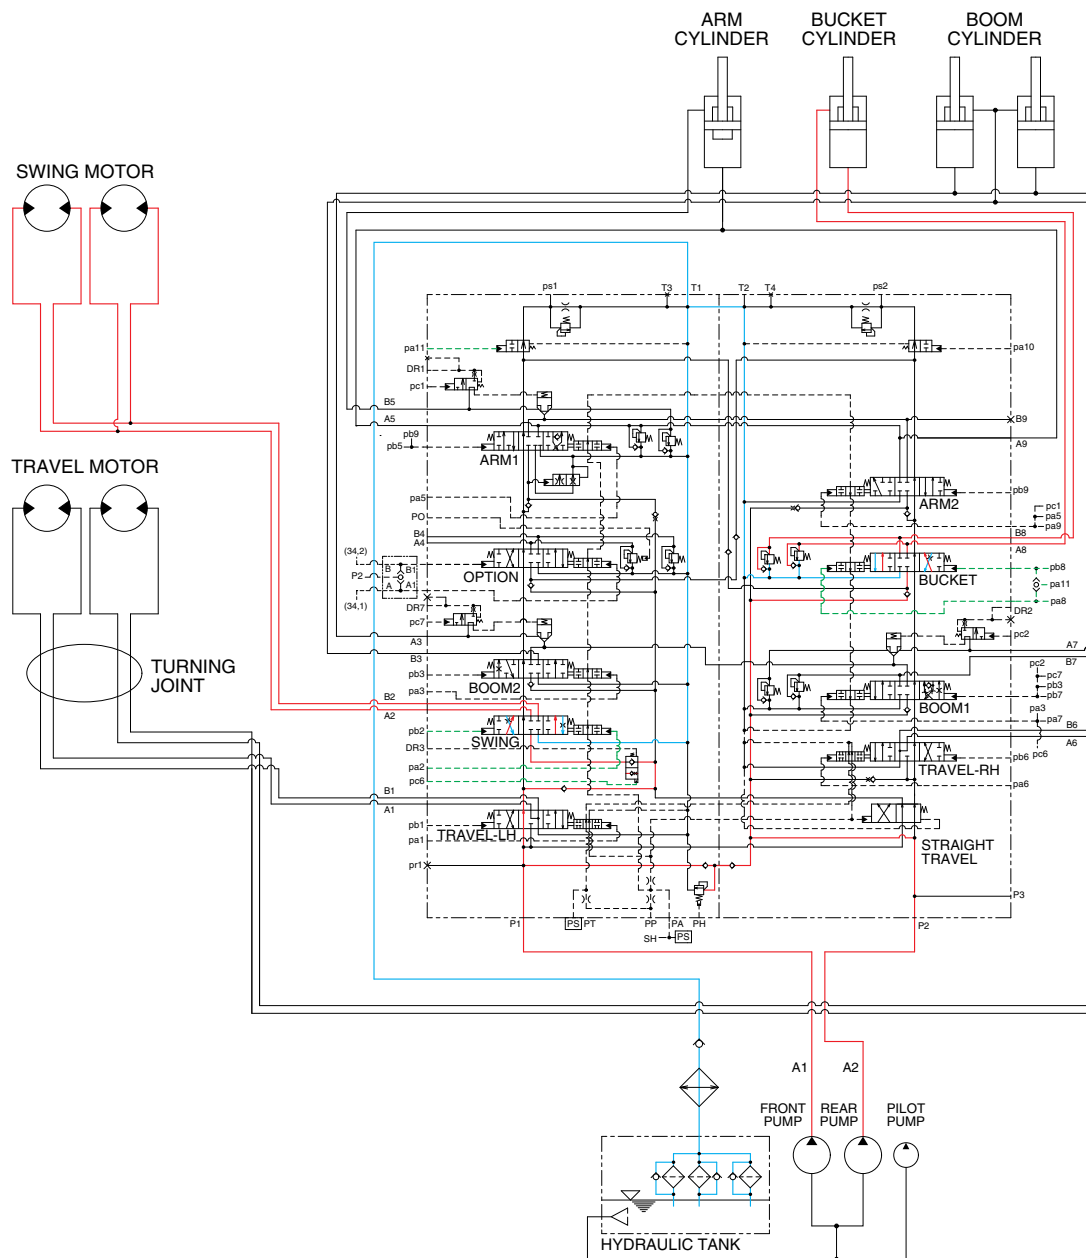 ARM
CYLINDER
BUCKET
CYLINDER
BOOM
CYLINDER
SWING MOTOR
TRAVEL MOTOR
TURNING
JOINT
ps1
T3
T1
T2
T4
ps2
pa11
pa10
DR1
pc1
B5
A5
B9
A9
pb9
pb5
ARM1
ARM2
pb9
pc1
pa5
pa9
pa5
PO
B4
A4
B8
A8
(34,2)
B
B1
P2
A
A1
(34,1)
OPTION
BUCKET
pb8
pa11
pa8
DR7
pc7
DR2
pc2
A3
B3
A7
B7
pb3
pa3
BOOM2
BOOM1
pc2
pc7
pb3
pb7
pa3
pa7
pc6
B2
A2
B6
A6
pb2
SWING
DR3
pa2
pc6
TRAVEL-RH
pb6
pa6
B1
A1
pb1
TRAVEL-LH
pa1
STRAIGHT
TRAVEL
pr1
P3
P1
PS
PT
PP
PA
PH
P2
SH
PS
A1
A2
FRONT
PUMP
REAR
PUMP
PILOT
PUMP
HYDRAULIC TANK